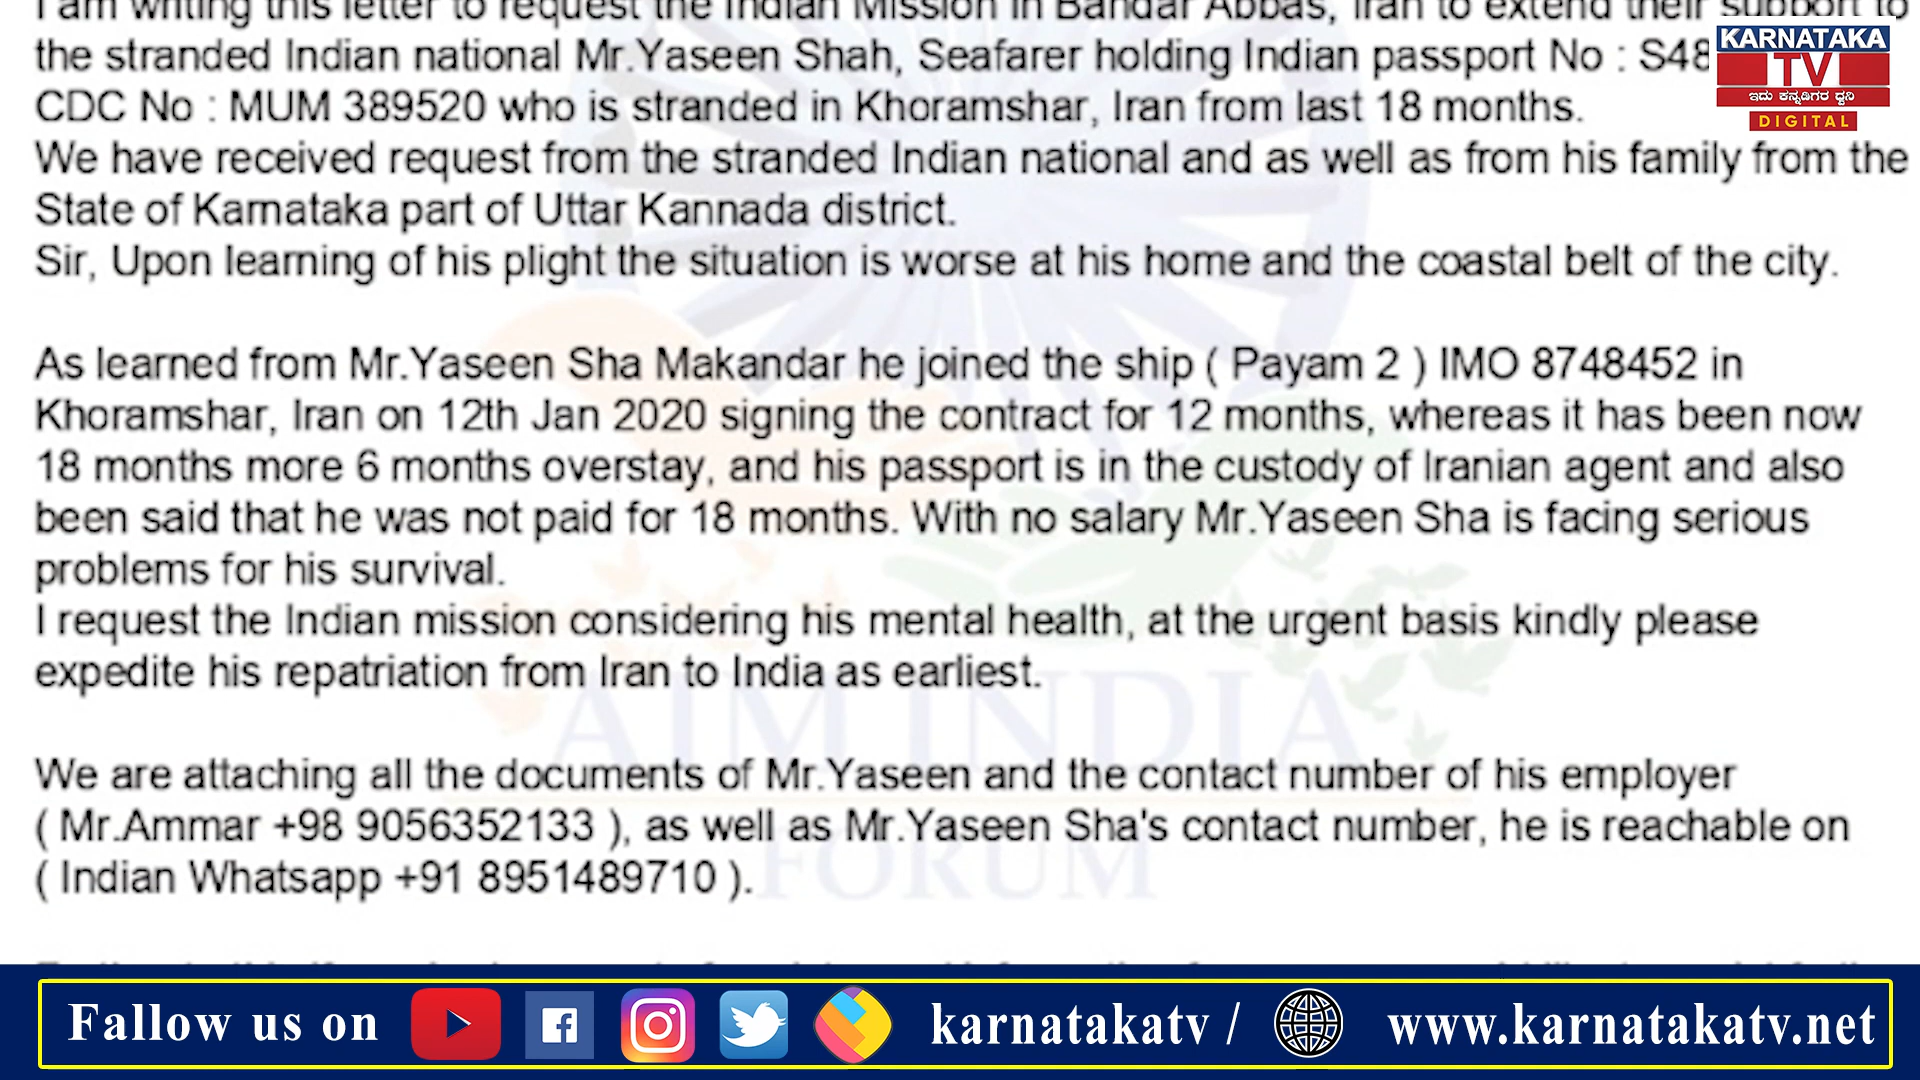 I am writing this letter to request the Indian Mission in Bandar Abbas, Iran to extend their support to
the stranded Indian national Mr.Yaseen Shah, Seafarer holding Indian passport No : S48
CDC No : MUM 389520 who is stranded in Khoramshar, Iran from last 18 months.
We have received request from the stranded Indian national and as well as from his family from the
State of Karnataka part of Uttar Kannada district.
Sir, Upon learning of his plight the situation is worse at his home and the coastal belt of the city.
As learned from Mr.Yaseen Sha Makandar he joined the ship ( Payam 2 ) IMO 8748452 in
Khoramshar, Iran on 12th Jan 2020 signing the contract for 12 months, whereas it has been now
18 months more 6 months overstay, and his passport is in the custody of Iranian agent and also
been said that he was not paid for 18 months. With no salary Mr.Yaseen Sha is facing serious
problems for his survival.
I request the Indian mission considering his mental health, at the urgent basis kindly please
expedite his repatriation from Iran to India as earliest.
We are attaching all the documents of Mr.Yaseen and the contact number of his employer
( Mr.Ammar +98 9056352133 ), as well as Mr.Yaseen Sha's contact number, he is reachable on
( Indian Whatsapp +91 8951489710 ).
AIM INDIA
FORUM
KARNATAKA
TV
ಇದು ಕನ್ನಡಿಗರ ಧ್ವನಿ
DIGITAL
Fallow us on
karnatakatv /
www.karnatakatv.net